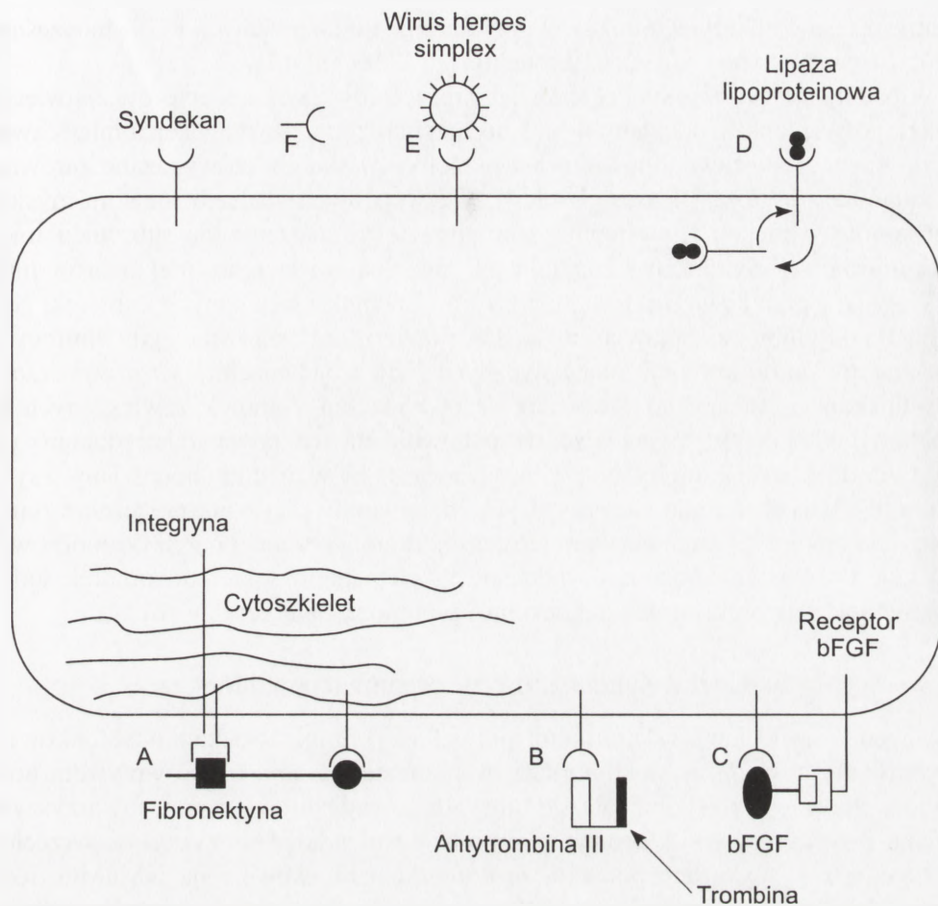 Wirus herpes
simplex
Lipaza
lipoproteinowa
Syndekan
F
E
D
Integryna
Cytoszkielet
Receptor
bFGF
A
B
C
Fibronektyna
Antytrombina III
bFGF
Trombina